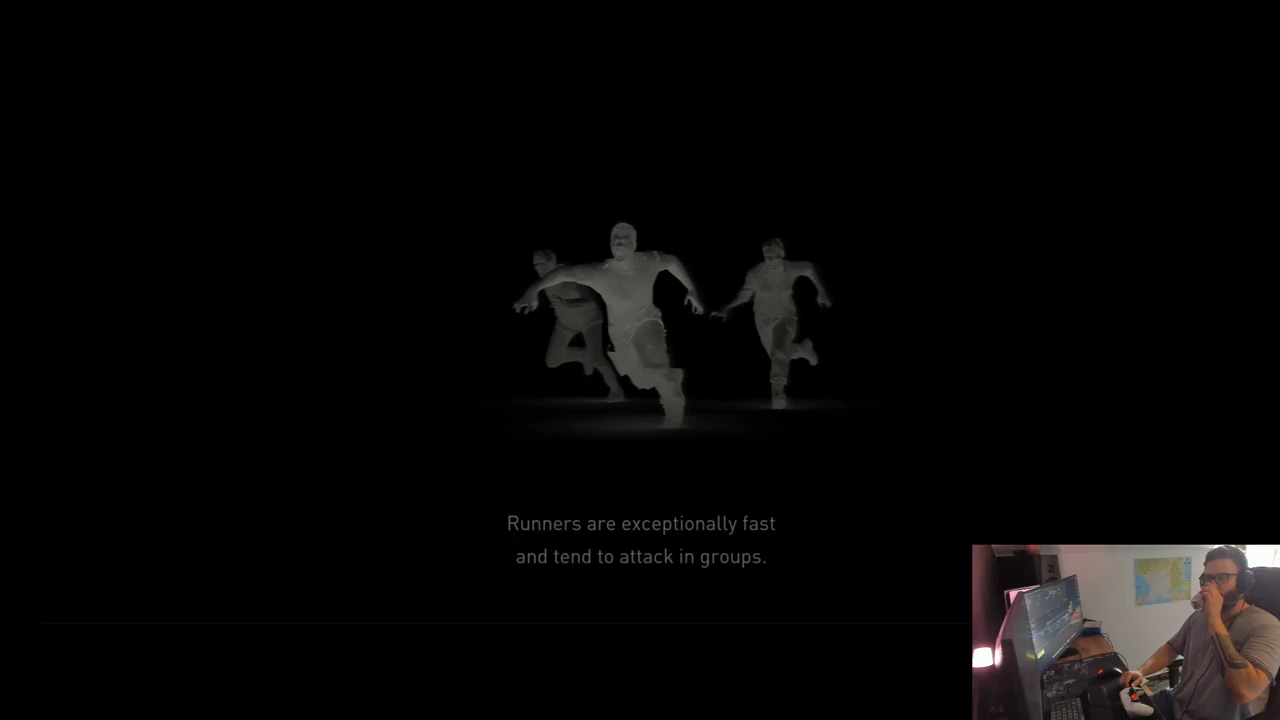 Runners are exceptionally fast
and tend to attack in groups.